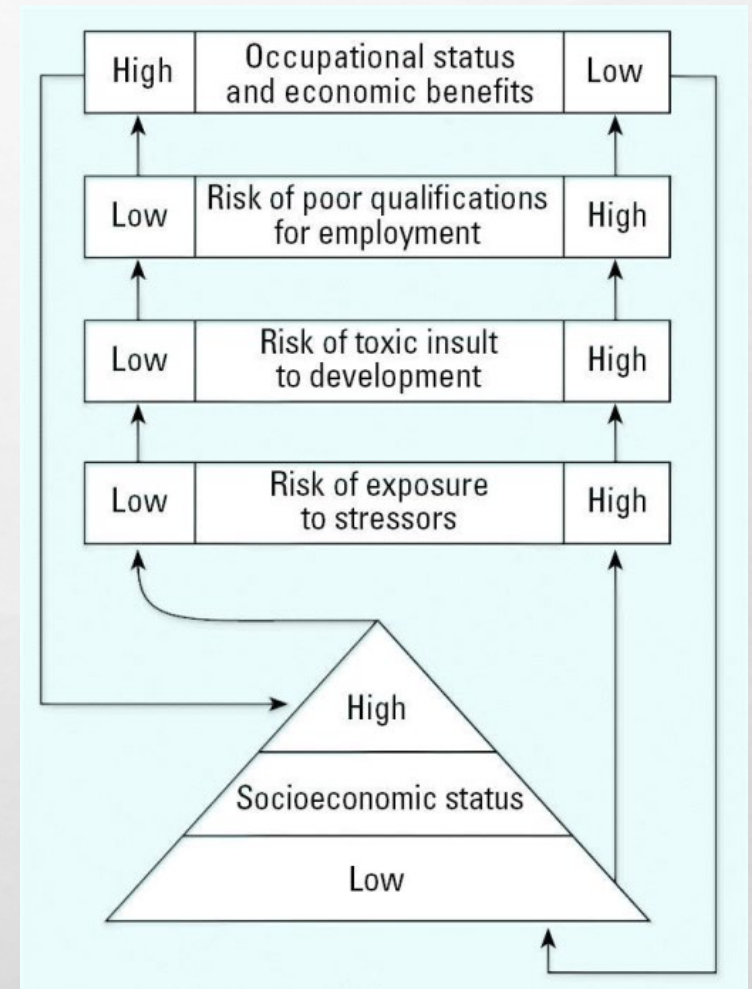 High
Occupational status
and economic benefits
Low
Low
Risk of poor qualifications
for employment
High
Low
Risk of toxic insult
to development
High
Low
Risk of exposure
to stressors
High
High
Socioeconomic status
Low